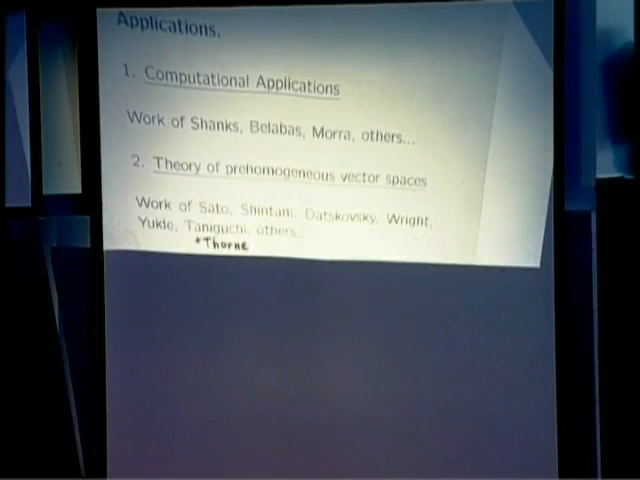 Applications.
1. Computational Applications
Work of Shanks, Belabas, Morra, others...
2. Theory of prehomogeneous vector spaces
Work of Sato, Shintani, Datskovsky, Wright,
Yukie, Taniguchi, others...
*Thorne